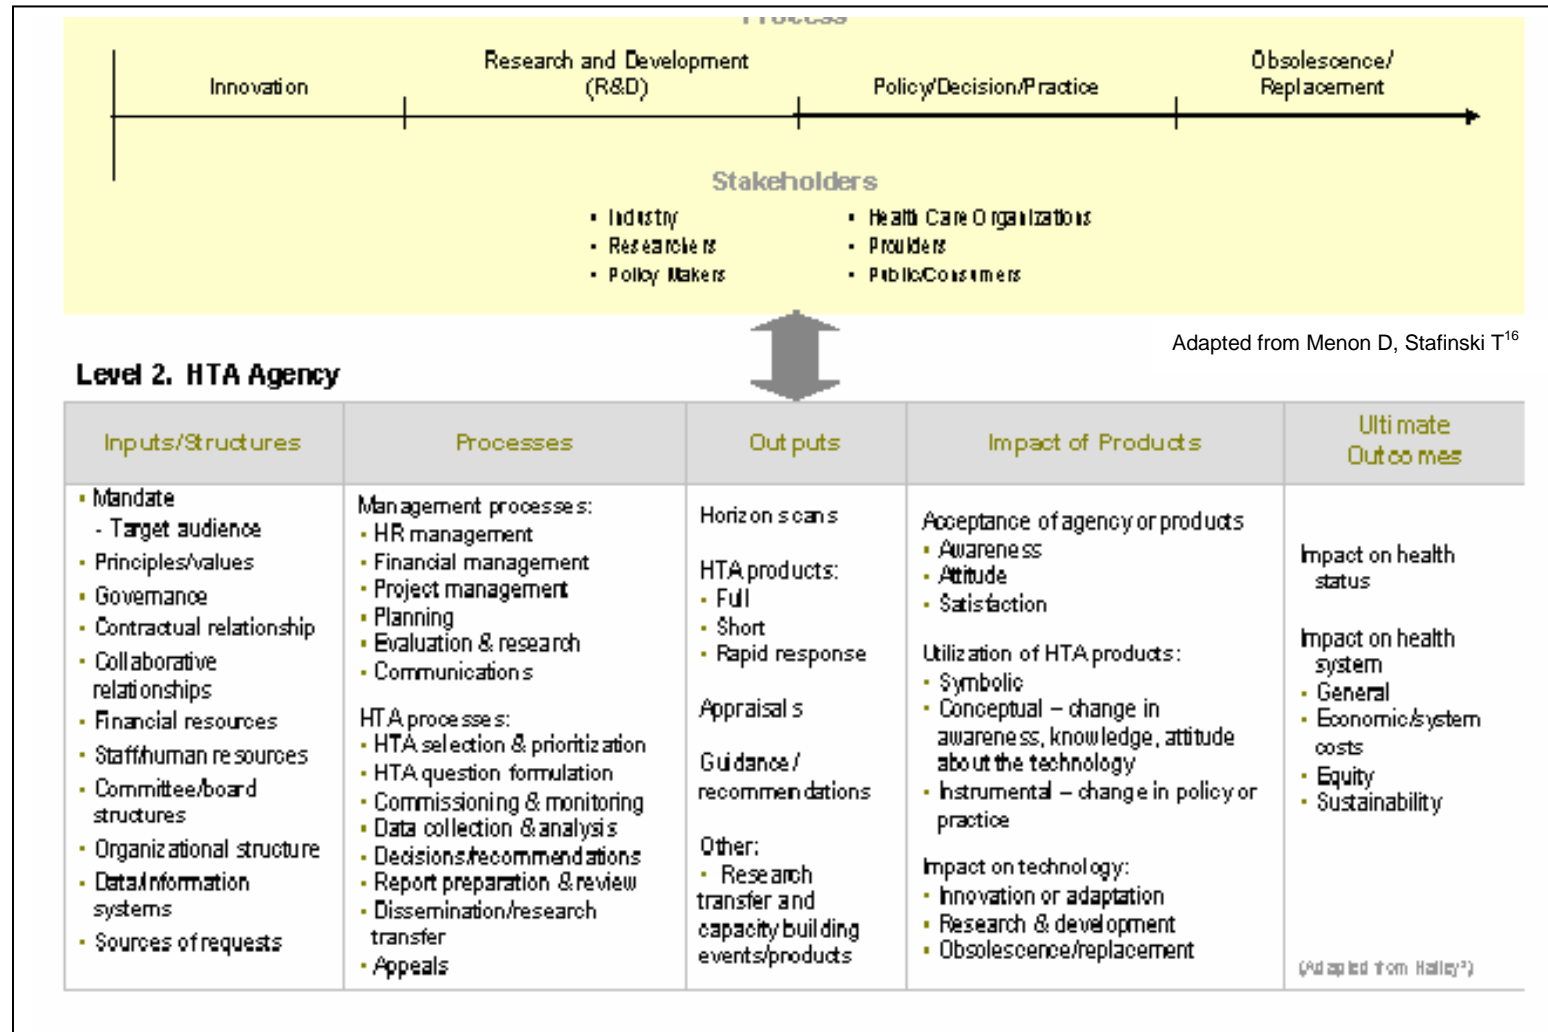 Process
Research and Development
Obsolescence/
Innovation
(R&D)
Policy/Decision/Practice
Replacement
Stakeholders
▪ Industry
▪ Health Care Organizations
▪ Researchers
▪ Providers
▪ Policy Makers
▪ Public/Consumers
Adapted from Menon D, Stafinski T16
Level 2. HTA Agency
Inputs/Structures
▪ Mandate
- Target audience
▪ Principles/values
▪ Governance
▪ Contractual relationship
▪ Collaborative
relationships
▪ Financial resources
▪ Staff/human resources
▪ Committee/board
structures
▪ Organizational structure
▪ Data/information
systems
▪ Sources of requests
Processes
Management processes:
▪ HR management
▪ Financial management
▪ Project management
▪ Planning
▪ Evaluation & research
▪ Communications
HTA processes:
▪ HTA selection & prioritization
▪ HTA question formulation
▪ Commissioning & monitoring
▪ Data collection & analysis
▪ Decisions/recommendations
▪ Report preparation & review
▪ Dissemination/research
transfer
▪ Appeals
Outputs
Horizon scans
HTA products:
▪ Full
▪ Short
▪ Rapid response
Appraisals
Guidance/
recommendations
Other:
▪ Research
transfer and
capacity building
events/products
Impact of Products
Acceptance of agency or products
▪ Awareness
▪ Attitude
▪ Satisfaction
Utilization of HTA products:
▪ Symbolic
▪ Conceptual – change in
awareness, knowledge, attitude
about the technology
▪ Instrumental – change in policy or
practice
Impact on technology:
▪ Innovation or adaptation
▪ Research & development
▪ Obsolescence/replacement
Ultimate
Outcomes
Impact on health
status
Impact on health
system
▪ General
▪ Economic/system
costs
▪ Equity
▪ Sustainability
(Adapted from